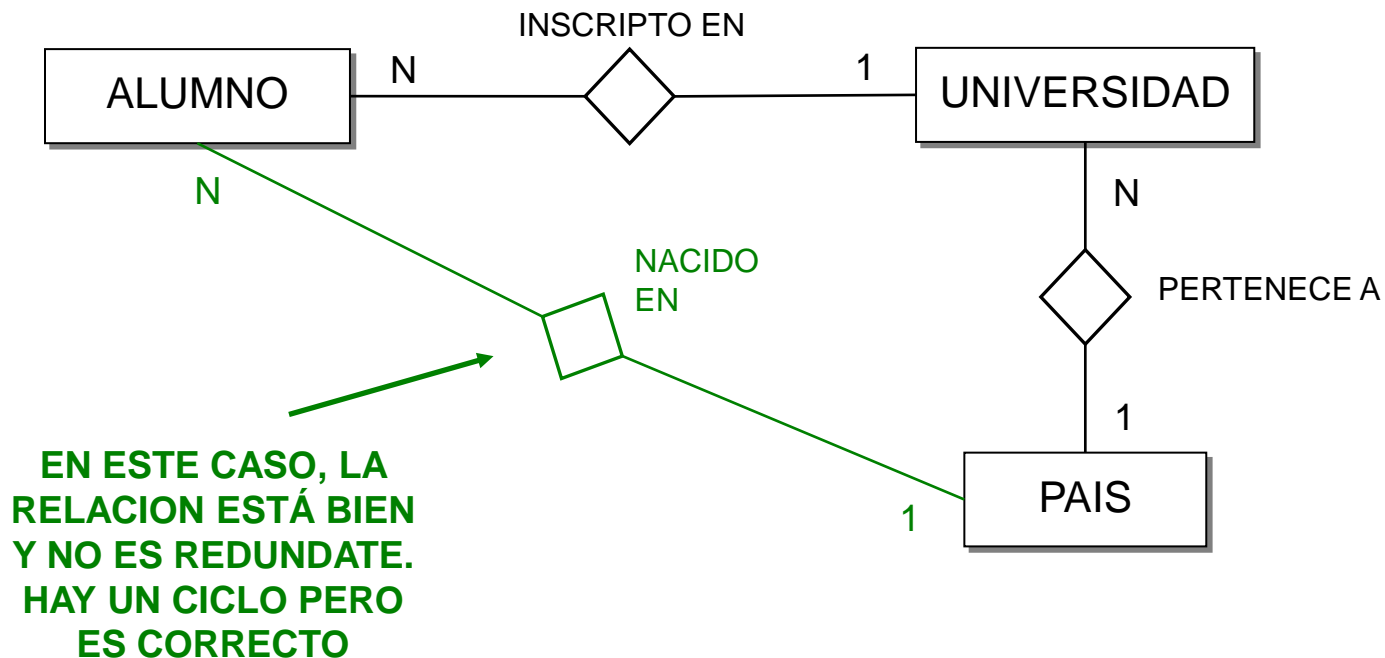 INSCRIPTO EN
ALUMNO
N
1
UNIVERSIDAD
N
N
NACIDO
EN
PERTENECE A
1
PAIS
1
EN ESTE CASO, LA
RELACION ESTÁ BIEN
Y NO ES REDUNDATE.
HAY UN CICLO PERO
ES CORRECTO